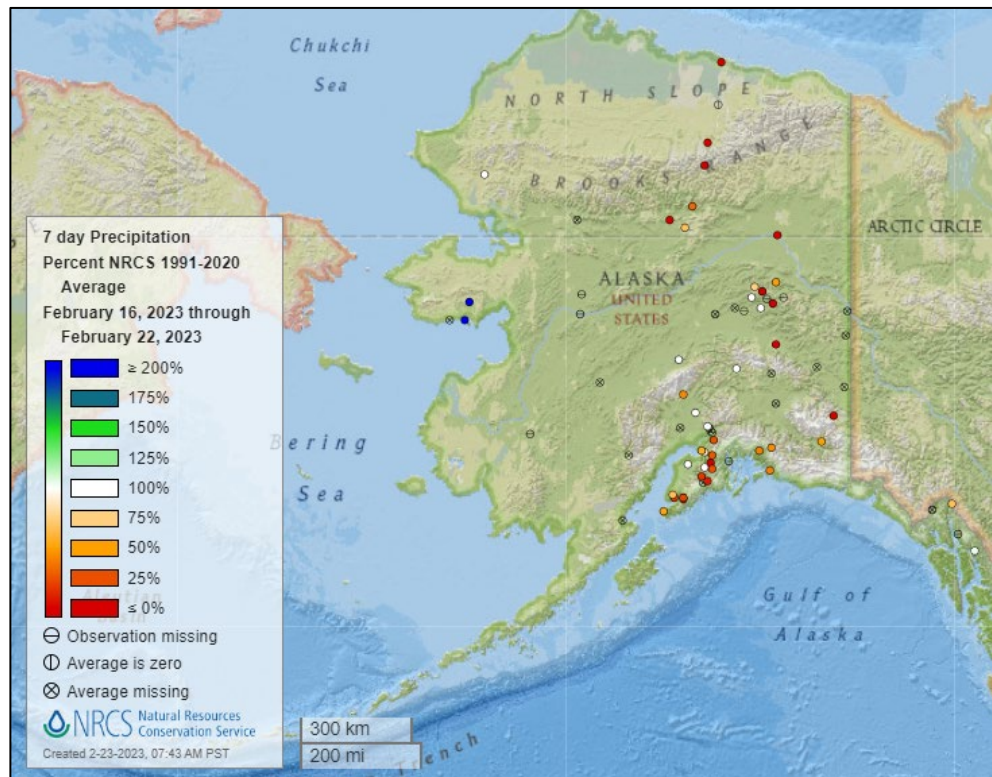 Chukchi
Sea
NORTH SLOPE
BROOKS RANGE
ARCTIC CIRCLE
ALASKA
UNITED
STATES
Bering
Sea
Gulf of
Alaska
Aleutian
Basin
Trench
7 day Precipitation
Percent NRCS 1991-2020
Average
February 16, 2023 through
February 22, 2023
≥ 200%
175%
150%
125%
100%
75%
50%
25%
≤ 0%
Observation missing
Average is zero
Average missing
NRCS Natural Resources
Conservation Service
Created 2-23-2023, 07:43 AM PST
300 km
200 mi